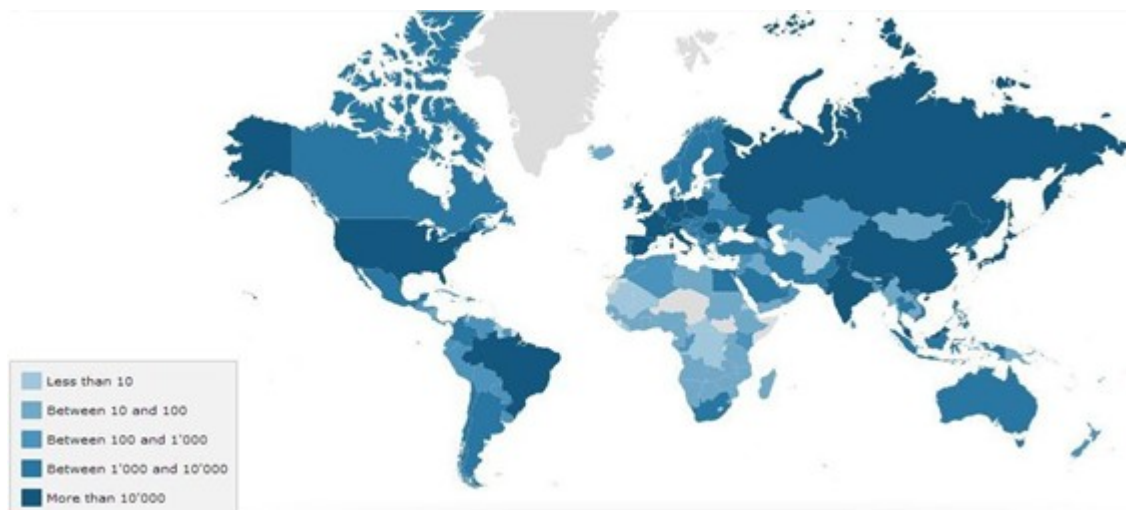 Less than 10
Between 10 and 100
Between 100 and 1'000
Between 1'000 and 10'000
More than 10'000